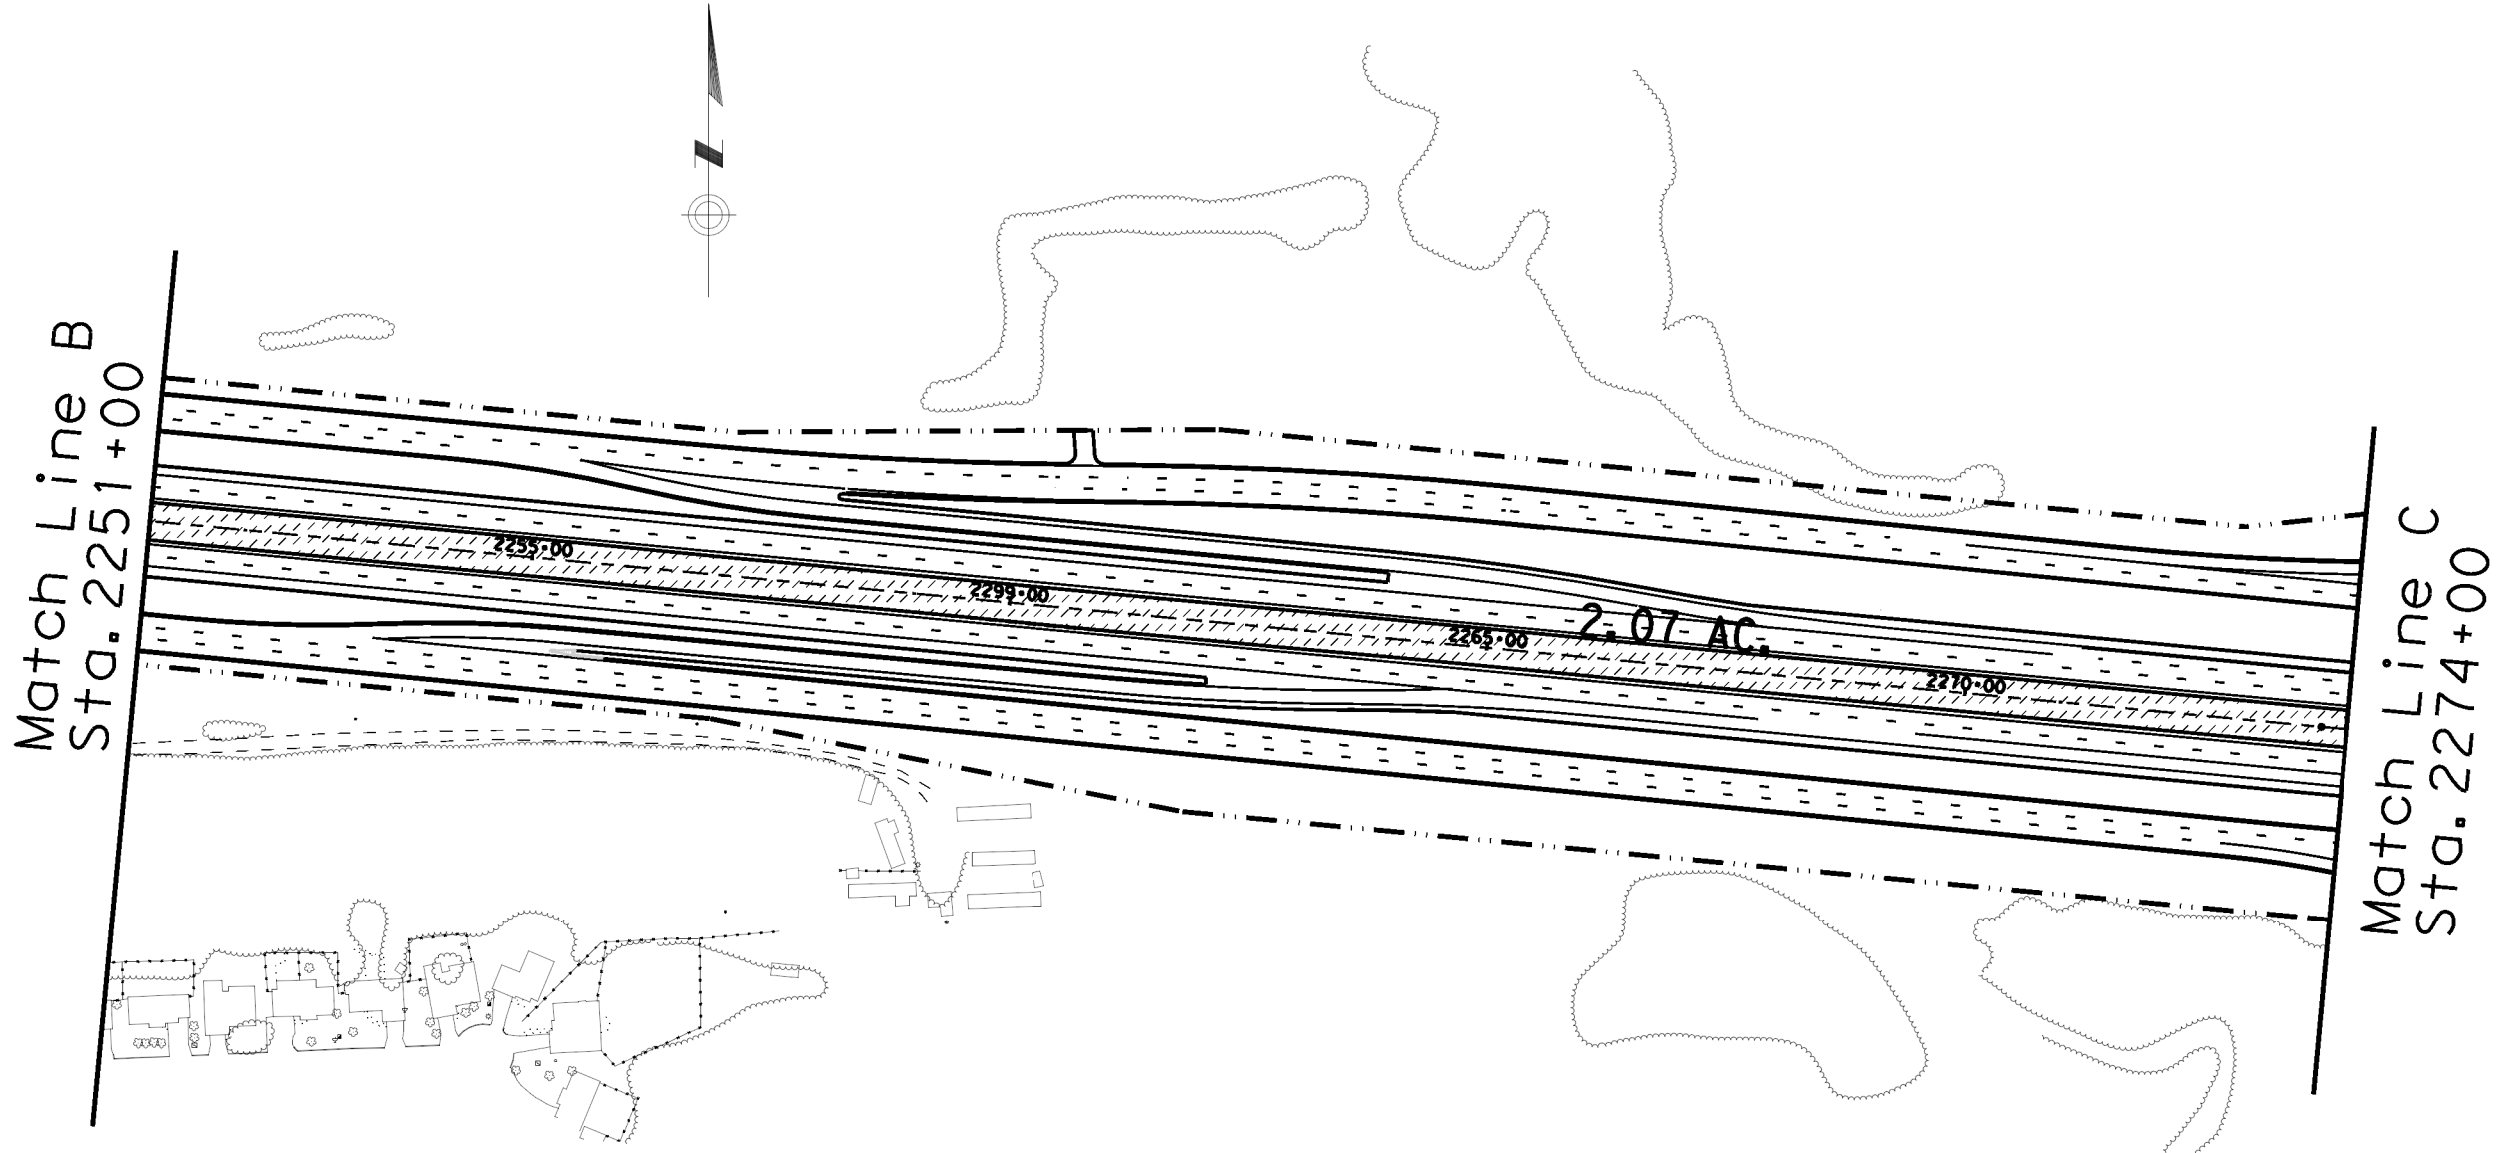 Match Line B
Sta. 2251+00
N
2255+00
2299+00
2265+00
2.07 AC.
2270+00
Match Line C
Sta. 2274+00